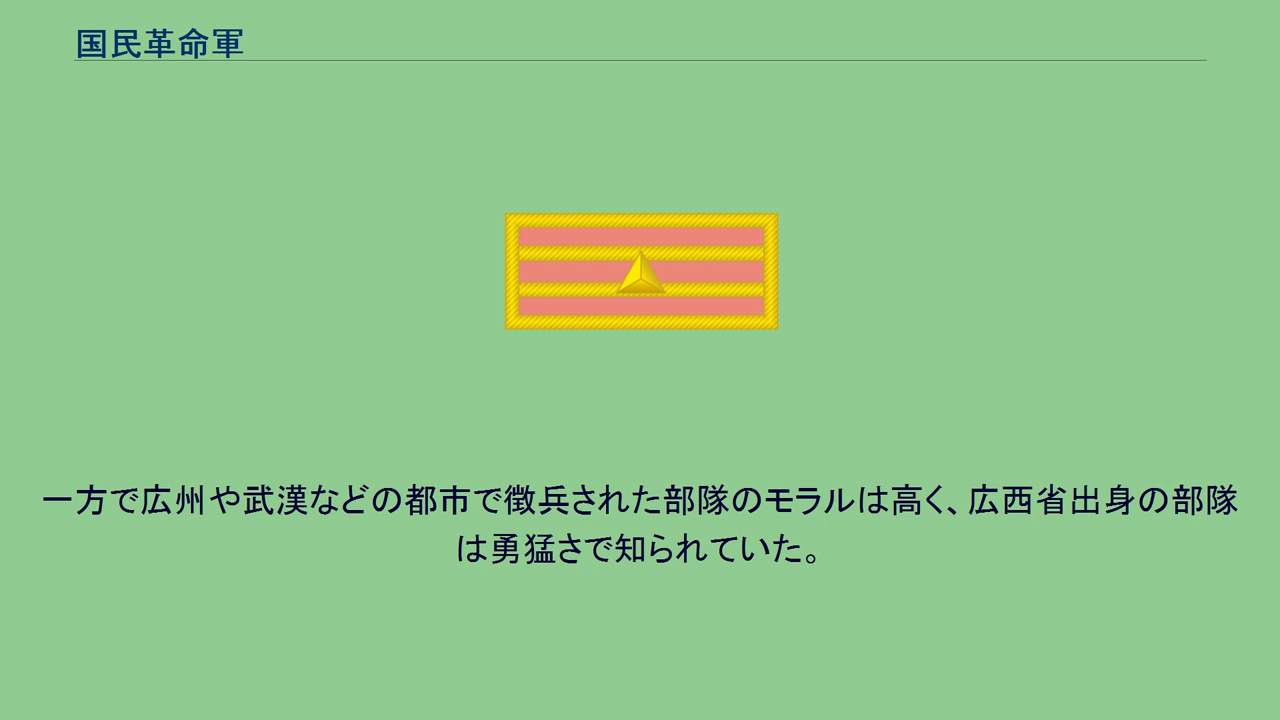 国民革命軍
一方で広州や武漢などの都市で徴兵された部隊のモラルは高く、広西省出身の部隊
は勇猛さで知られていた。